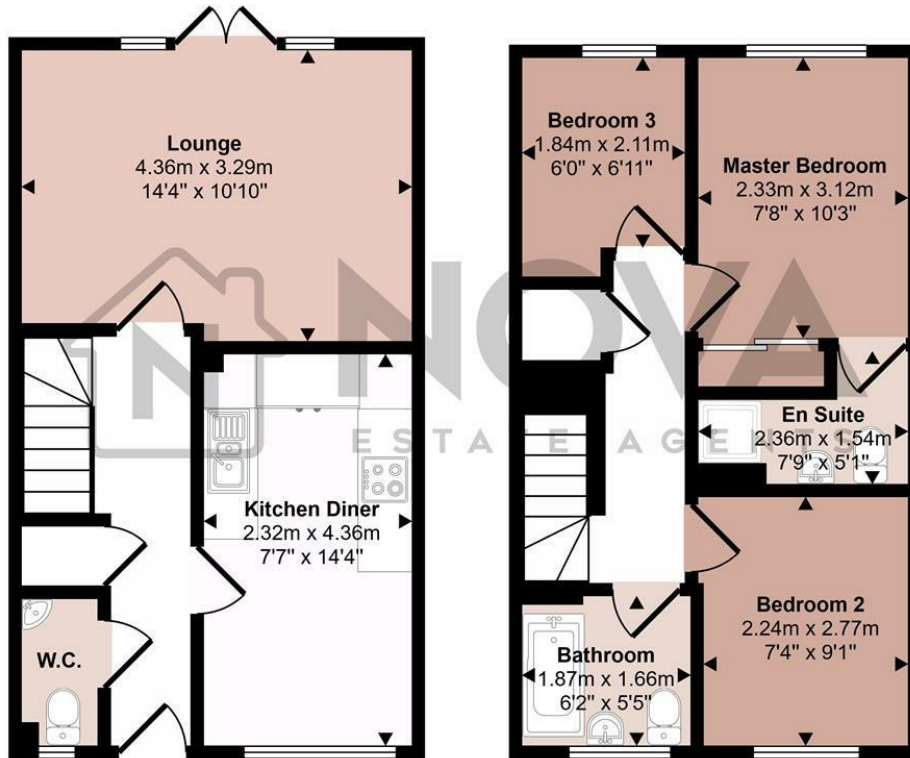 Lounge
4.36m x 3.29m
14'4" x 10'10"
Kitchen Diner
2.32m x 4.36m
7'7" x 14'4"
W.C.
Bedroom 3
1.84m x 2.11m
6'0" x 6'11"
Master Bedroom
2.33m x 3.12m
7'8" x 10'3"
En Suite
2.36m x 1.54m
7'9" x 5'1"
Bedroom 2
2.24m x 2.77m
7'4" x 9'1"
Bathroom
1.87m x 1.66m
6'2" x 5'5"
N NOVA
ESTATE AGENTS